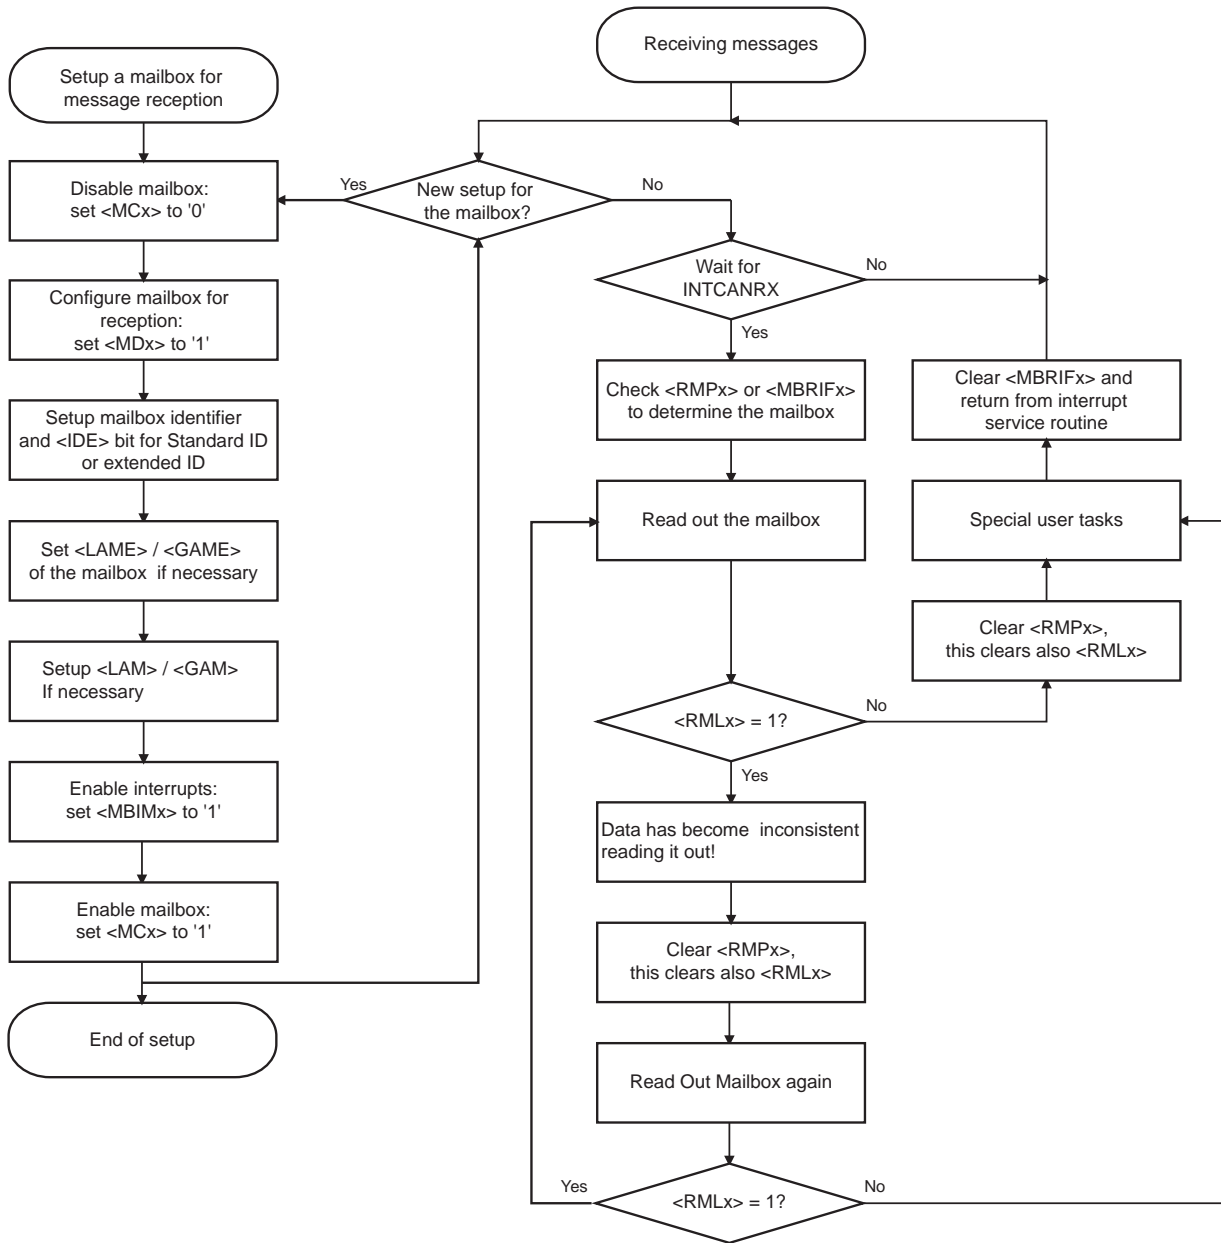 Setup a mailbox for
message reception
Disable mailbox:
set <MCx> to '0'
Configure mailbox for
reception:
set <MDx> to '1'
Setup mailbox identifier
and <IDE> bit for Standard ID
or extended ID
Set <LAME> / <GAME>
of the mailbox if necessary
Setup <LAM> / <GAM>
If necessary
Enable interrupts:
set <MBIMx> to '1'
Enable mailbox:
set <MCx> to '1'
End of setup
Receiving messages
Yes
New setup for
the mailbox?
No
Wait for
INTCANRX
No
Yes
Check <RMPx> or <MBRIFx>
to determine the mailbox
Read out the mailbox
<RMLx> = 1?
No
Yes
Data has become inconsistent
reading it out!
Clear <RMPx>,
this clears also <RMLx>
Read Out Mailbox again
Yes
<RMLx> = 1?
No
Clear <MBRIFx> and
return from interrupt
service routine
Special user tasks
Clear <RMPx>,
this clears also <RMLx>